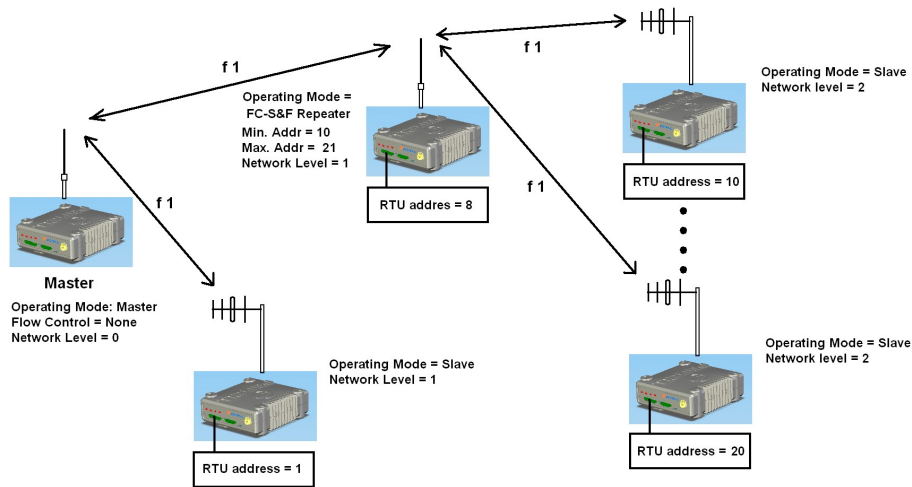 f 1
f 1
Operating Mode = Slave
Network level = 2
Operating Mode =
FC-S&F Repeater
Min. Addr = 10
Max. Addr = 21
Network Level = 1
RTU address = 10
RTU addres = 8
f 1
f 1
Master
Operating Mode: Master
Flow Control = None
Network Level = 0
Operating Mode = Slave
Network level = 2
Operating Mode = Slave
Network Level = 1
RTU address = 20
RTU address = 1